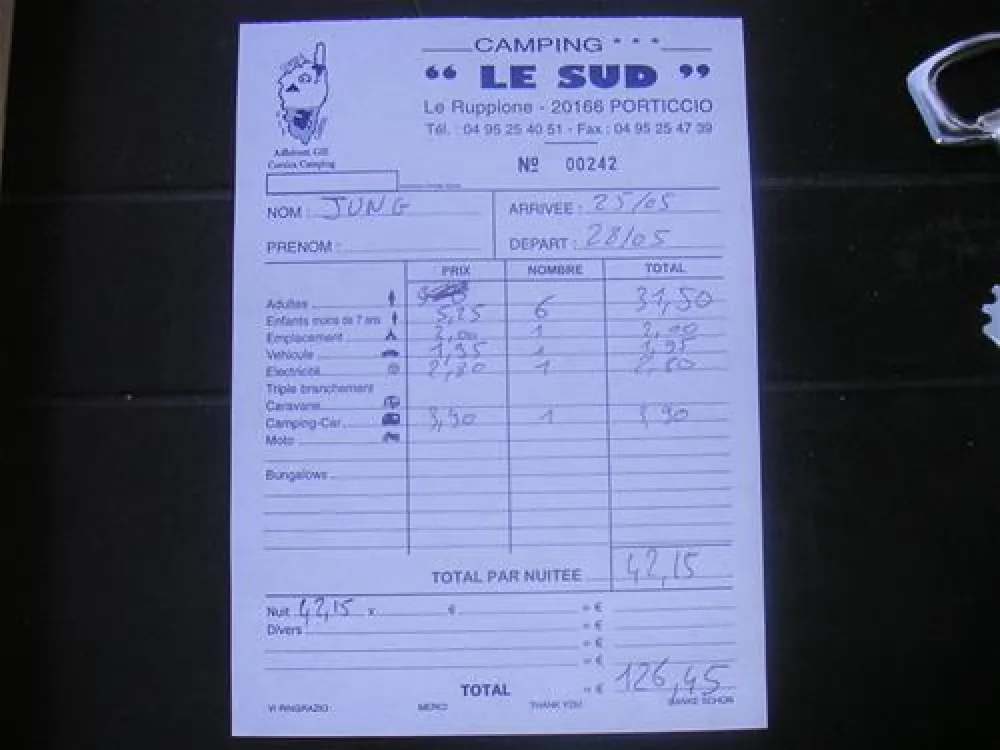 CAMPING * * *
“ LE SUD ”
Le Ruppione - 20166 PORTICCIO
Tél. : 04 95 25 40 51 - Fax : 04 95 25 47 39
Adhérent GIE
Corsica Camping
Nº 00242
NOM : JUNG ARRIVEE : 25/05
PRENOM : DEPART : 28/05
PRIX NOMBRE TOTAL
Adultes 5,25 6 31,50
Enfants moins de 7 ans
Emplacement 2,00 1 2,00
Vehicule 1,95 1 1,95
Electricité 2,80 1 2,80
Triple branchement
Caravane
Camping-Car 3,90 1 3,90
Moto
Bungalows
TOTAL PAR NUITEE 42,15
Nuit 42,15 x € = €
Divers = €
= €
= €
TOTAL = € 126,45
VI RINGRAZIO MERCI THANK YOU DANKE SCHÖN